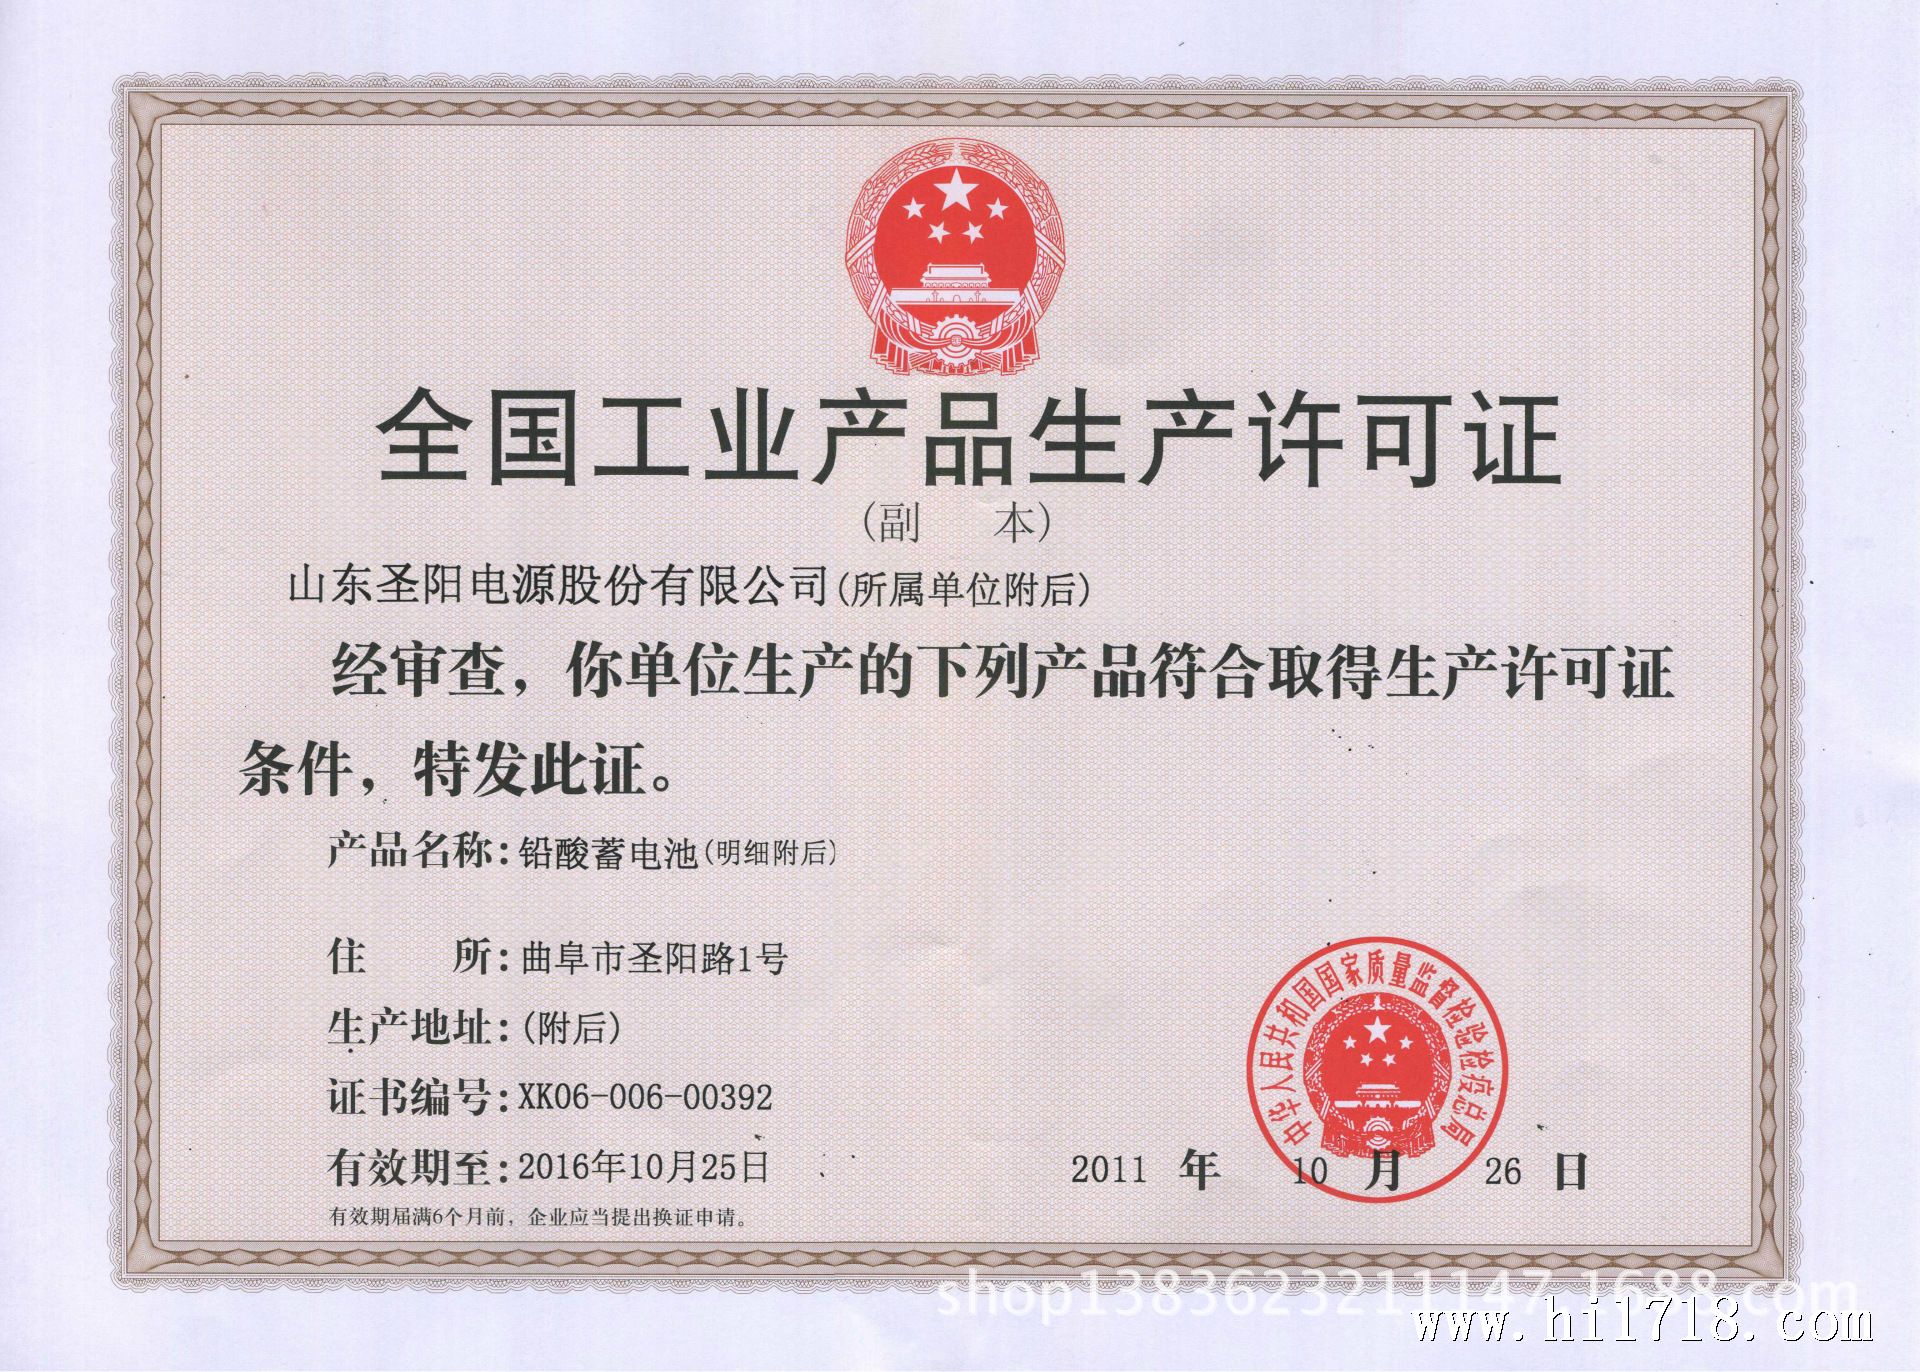 全国工业产品生产许可证
(副 本)
山东圣阳电源股份有限公司(所属单位附后)
经审查，你单位生产的下列产品符合取得生产许可证
条件，特发此证。
产品名称：铅酸蓄电池(明细附后)
住 所：曲阜市圣阳路1号
生产地址：(附后)
证书编号：XK06-006-00392
有效期至：2016年10月25日
有效期届满6个月前，企业应当提出换证申请。
中华人民共和国国家质量监督检验检疫总局
2011 年 10 月 26 日
shop1383623211147.1688.com
www.hi1718.com